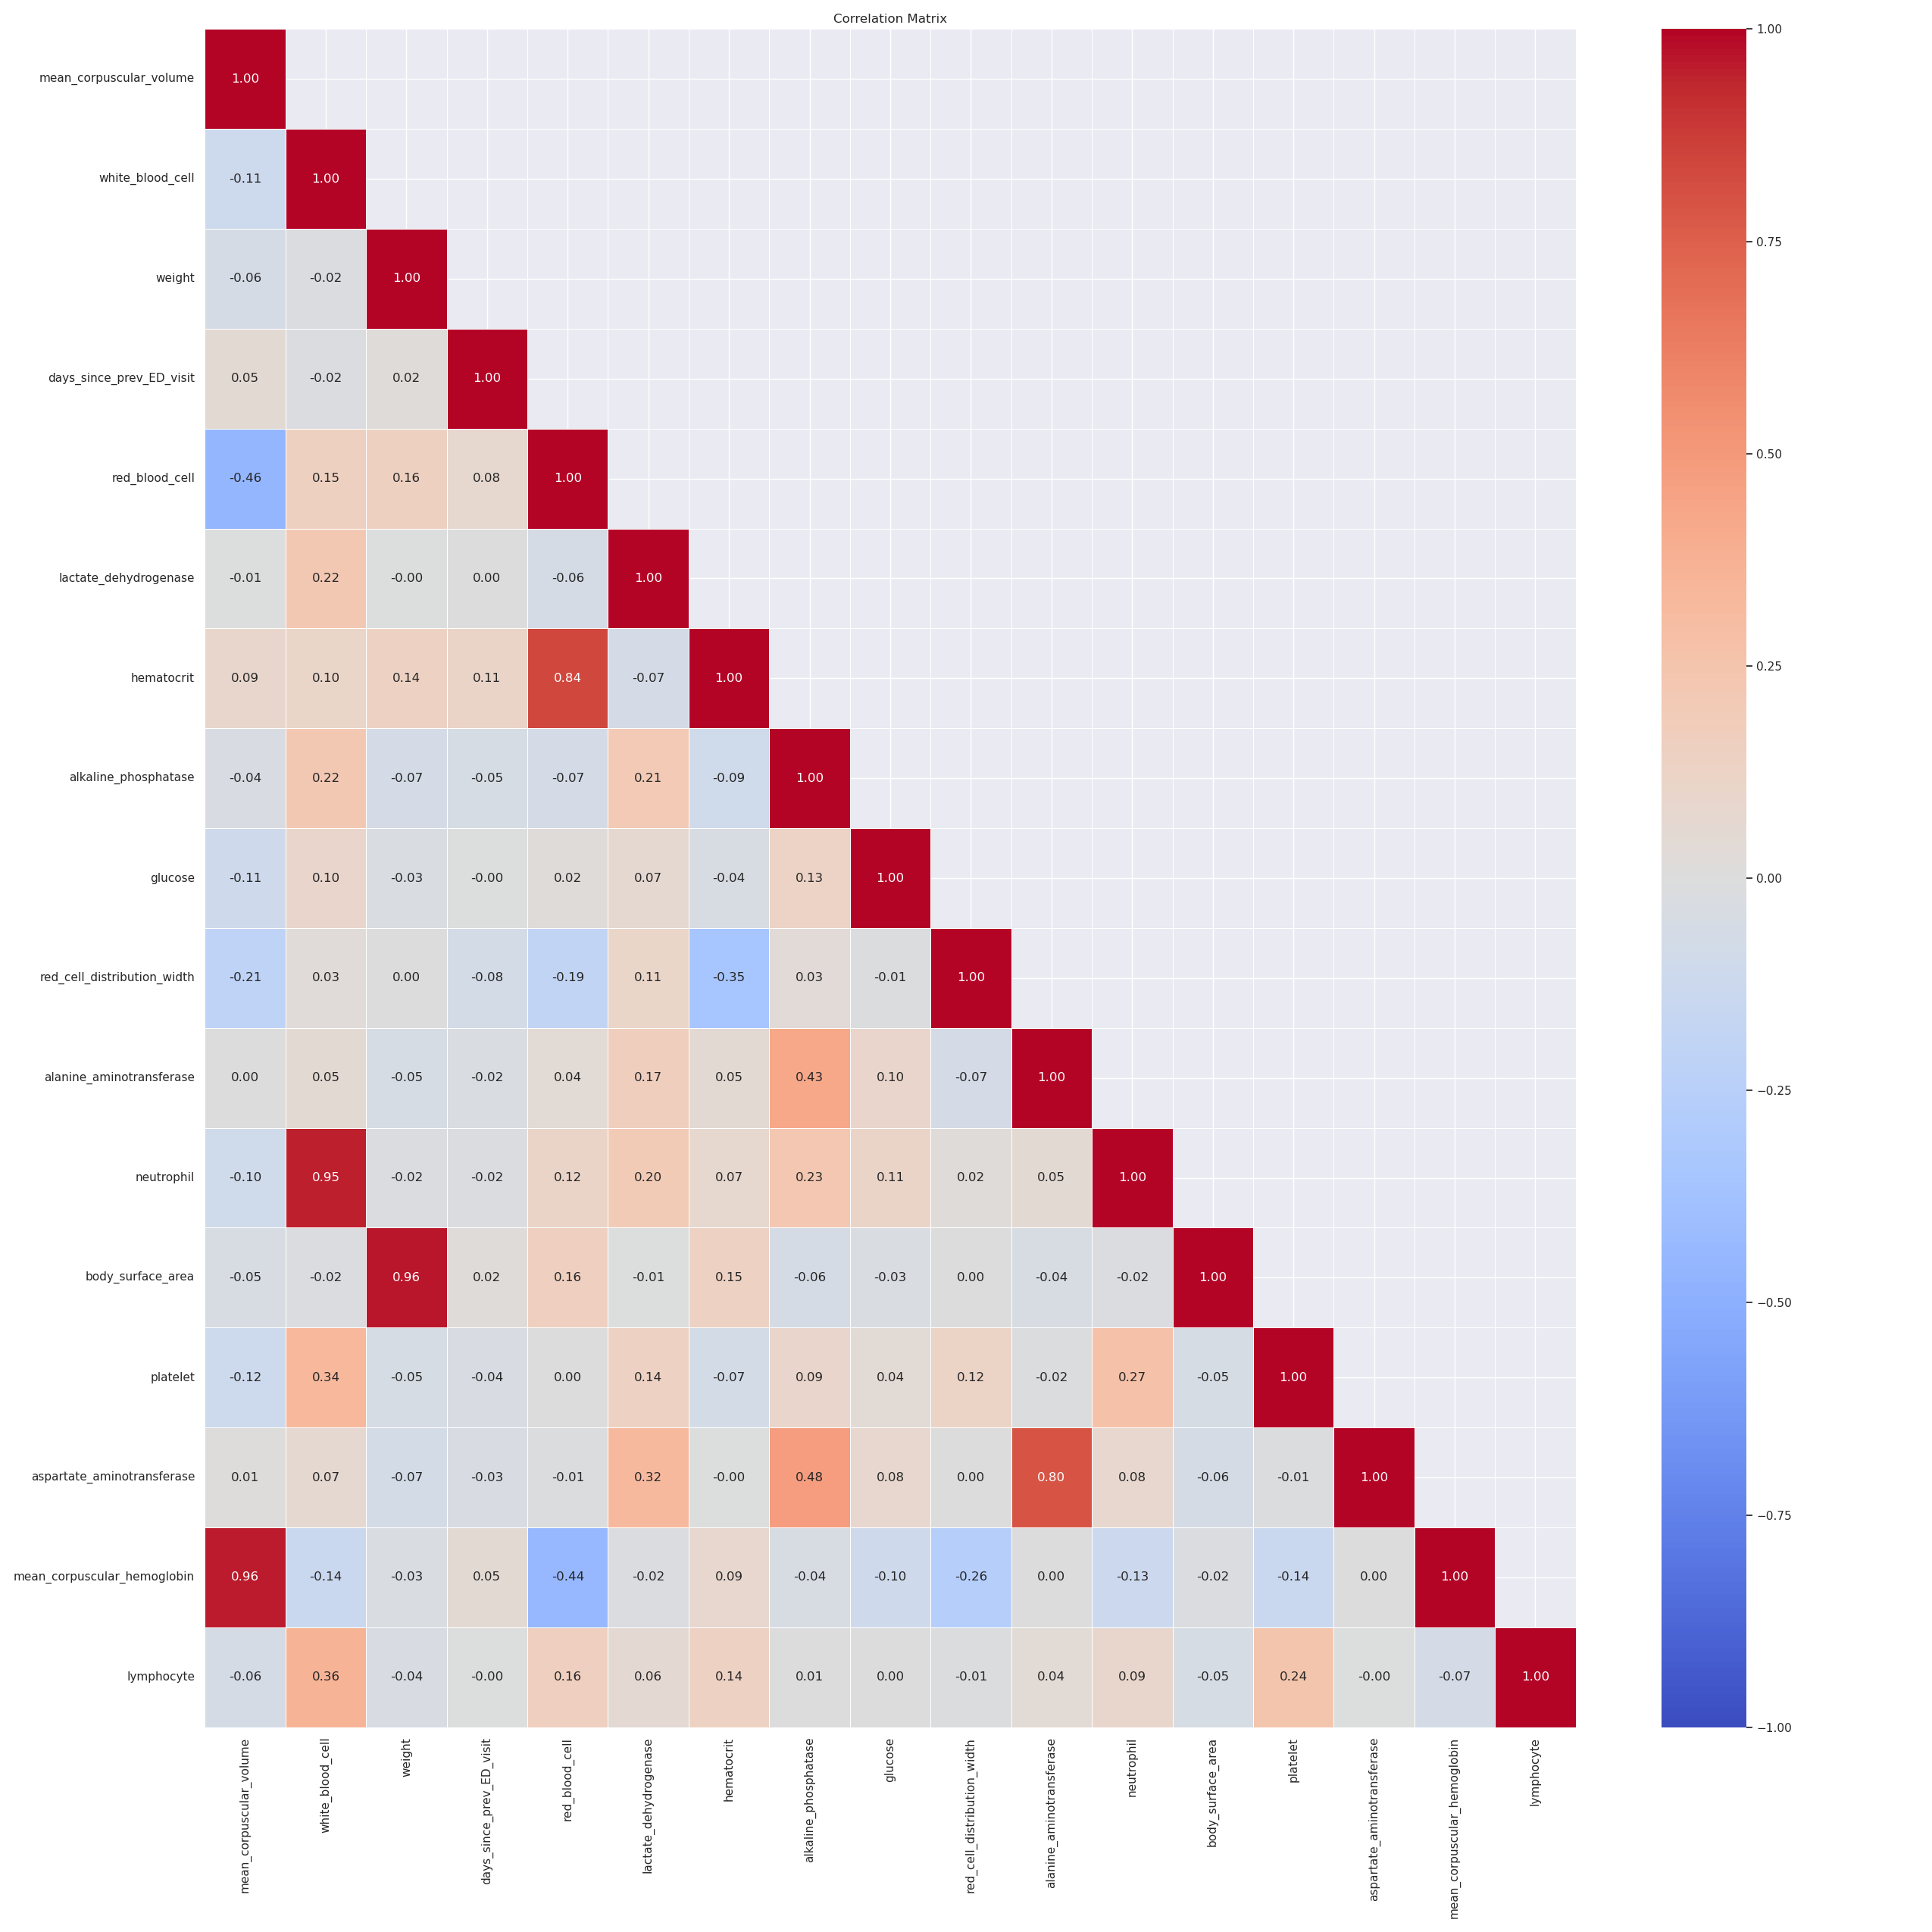 Correlation Matrix
mean_corpuscular_volume 1.00
white_blood_cell -0.11 1.00
weight -0.06 -0.02 1.00
days_since_prev_ED_visit 0.05 -0.02 0.02 1.00
red_blood_cell -0.46 0.15 0.16 0.08 1.00
lactate_dehydrogenase -0.01 0.22 -0.00 0.00 -0.06 1.00
hematocrit 0.09 0.10 0.14 0.11 0.84 -0.07 1.00
alkaline_phosphatase -0.04 0.22 -0.07 -0.05 -0.07 0.21 -0.09 1.00
glucose -0.11 0.10 -0.03 -0.00 0.02 0.07 -0.04 0.13 1.00
red_cell_distribution_width -0.21 0.03 0.00 -0.08 -0.19 0.11 -0.35 0.03 -0.01 1.00
alanine_aminotransferase 0.00 0.05 -0.05 -0.02 0.04 0.17 0.05 0.43 0.10 -0.07 1.00
neutrophil -0.10 0.95 -0.02 -0.02 0.12 0.20 0.07 0.23 0.11 0.02 0.05 1.00
body_surface_area -0.05 -0.02 0.96 0.02 0.16 -0.01 0.15 -0.06 -0.03 0.00 -0.04 -0.02 1.00
platelet -0.12 0.34 -0.05 -0.04 0.00 0.14 -0.07 0.09 0.04 0.12 -0.02 0.27 -0.05 1.00
aspartate_aminotransferase 0.01 0.07 -0.07 -0.03 -0.01 0.32 -0.00 0.48 0.08 0.00 0.80 0.08 -0.06 -0.01 1.00
mean_corpuscular_hemoglobin 0.96 -0.14 -0.03 0.05 -0.44 -0.02 0.09 -0.04 -0.10 -0.26 0.00 -0.13 -0.02 -0.14 0.00 1.00
lymphocyte -0.06 0.36 -0.04 -0.00 0.16 0.06 0.14 0.01 0.00 -0.01 0.04 0.09 -0.05 0.24 -0.00 -0.07 1.00
mean_corpuscular_volume
white_blood_cell
weight
days_since_prev_ED_visit
red_blood_cell
lactate_dehydrogenase
hematocrit
alkaline_phosphatase
glucose
red_cell_distribution_width
alanine_aminotransferase
neutrophil
body_surface_area
platelet
aspartate_aminotransferase
mean_corpuscular_hemoglobin
lymphocyte
1.00
0.75
0.50
0.25
0.00
−0.25
−0.50
−0.75
−1.00